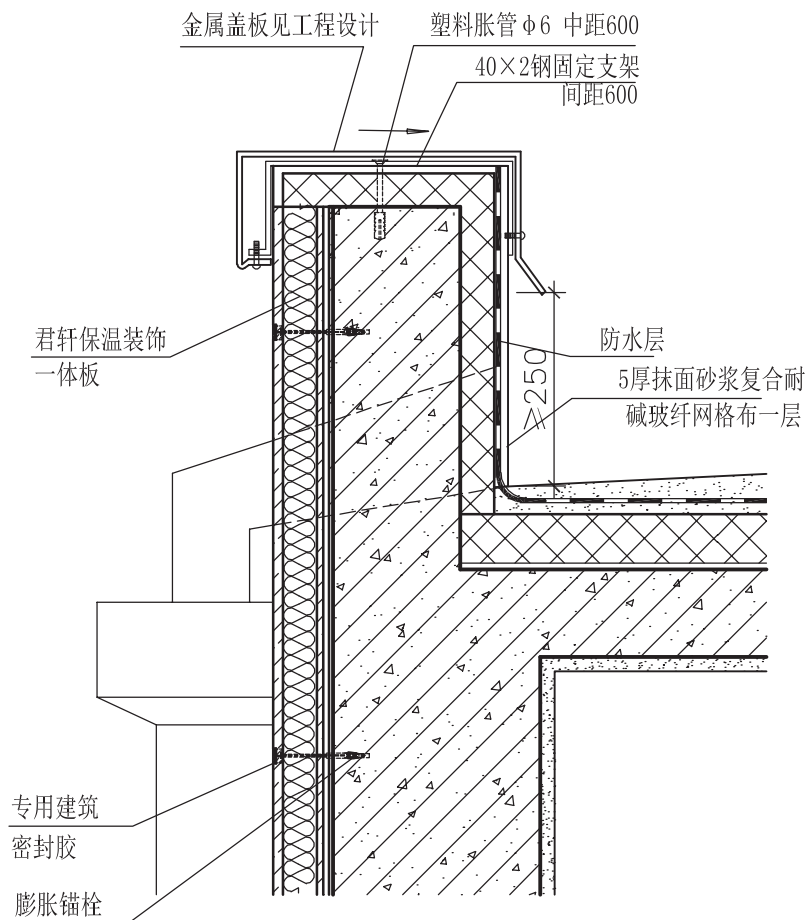 金属盖板见工程设计
塑料胀管φ6 中距600
40×2钢固定支架
间距600
君轩保温装饰
一体板
防水层
≥250
5厚抹面砂浆复合耐
碱玻纤网格布一层
专用建筑
密封胶
膨胀锚栓